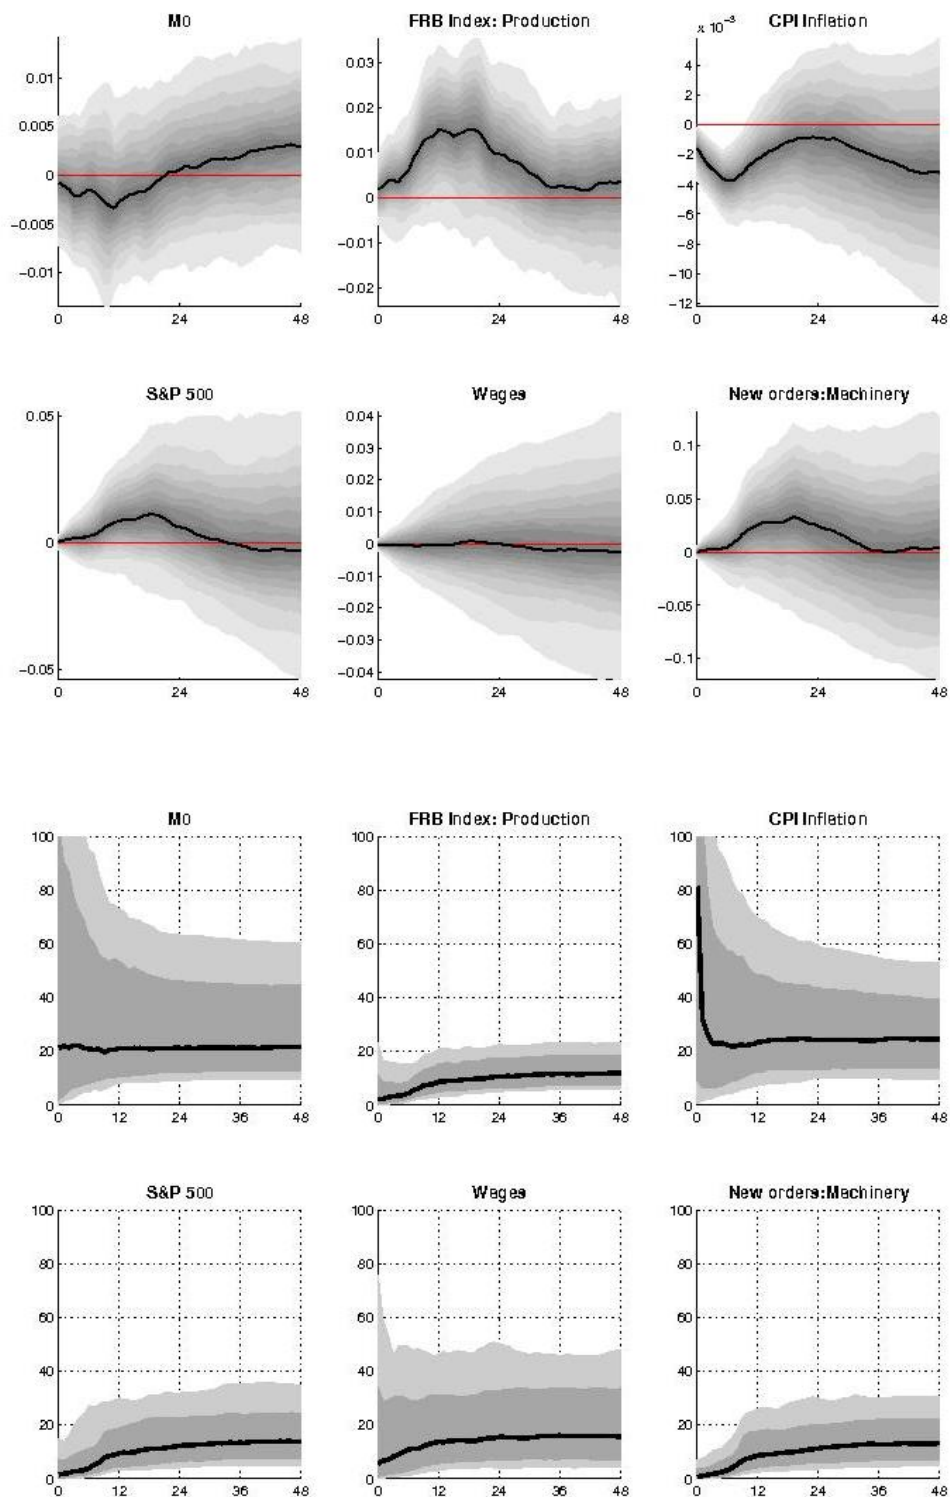 M0
0.01
0.005
0
−0.005
−0.01
0 24 48
FRB Index: Production
0.03
0.02
0.01
0
−0.01
−0.02
0 24 48
x 10⁻³
CPI Inflation
4
2
0
−2
−4
−6
−8
−10
−12
0 24 48
S&P 500
0.05
0
−0.05
0 24 48
Wages
0.04
0.03
0.02
0.01
0
−0.01
−0.02
−0.03
−0.04
0 24 48
New orders:Machinery
0.1
0.05
0
−0.05
−0.1
0 24 48
M0
100
80
60
40
20
0
0 12 24 36 48
FRB Index: Production
100
80
60
40
20
0
0 12 24 36 48
CPI Inflation
100
80
60
40
20
0
0 12 24 36 48
S&P 500
100
80
60
40
20
0
0 12 24 36 48
Wages
100
80
60
40
20
0
0 12 24 36 48
New orders:Machinery
100
80
60
40
20
0
0 12 24 36 48